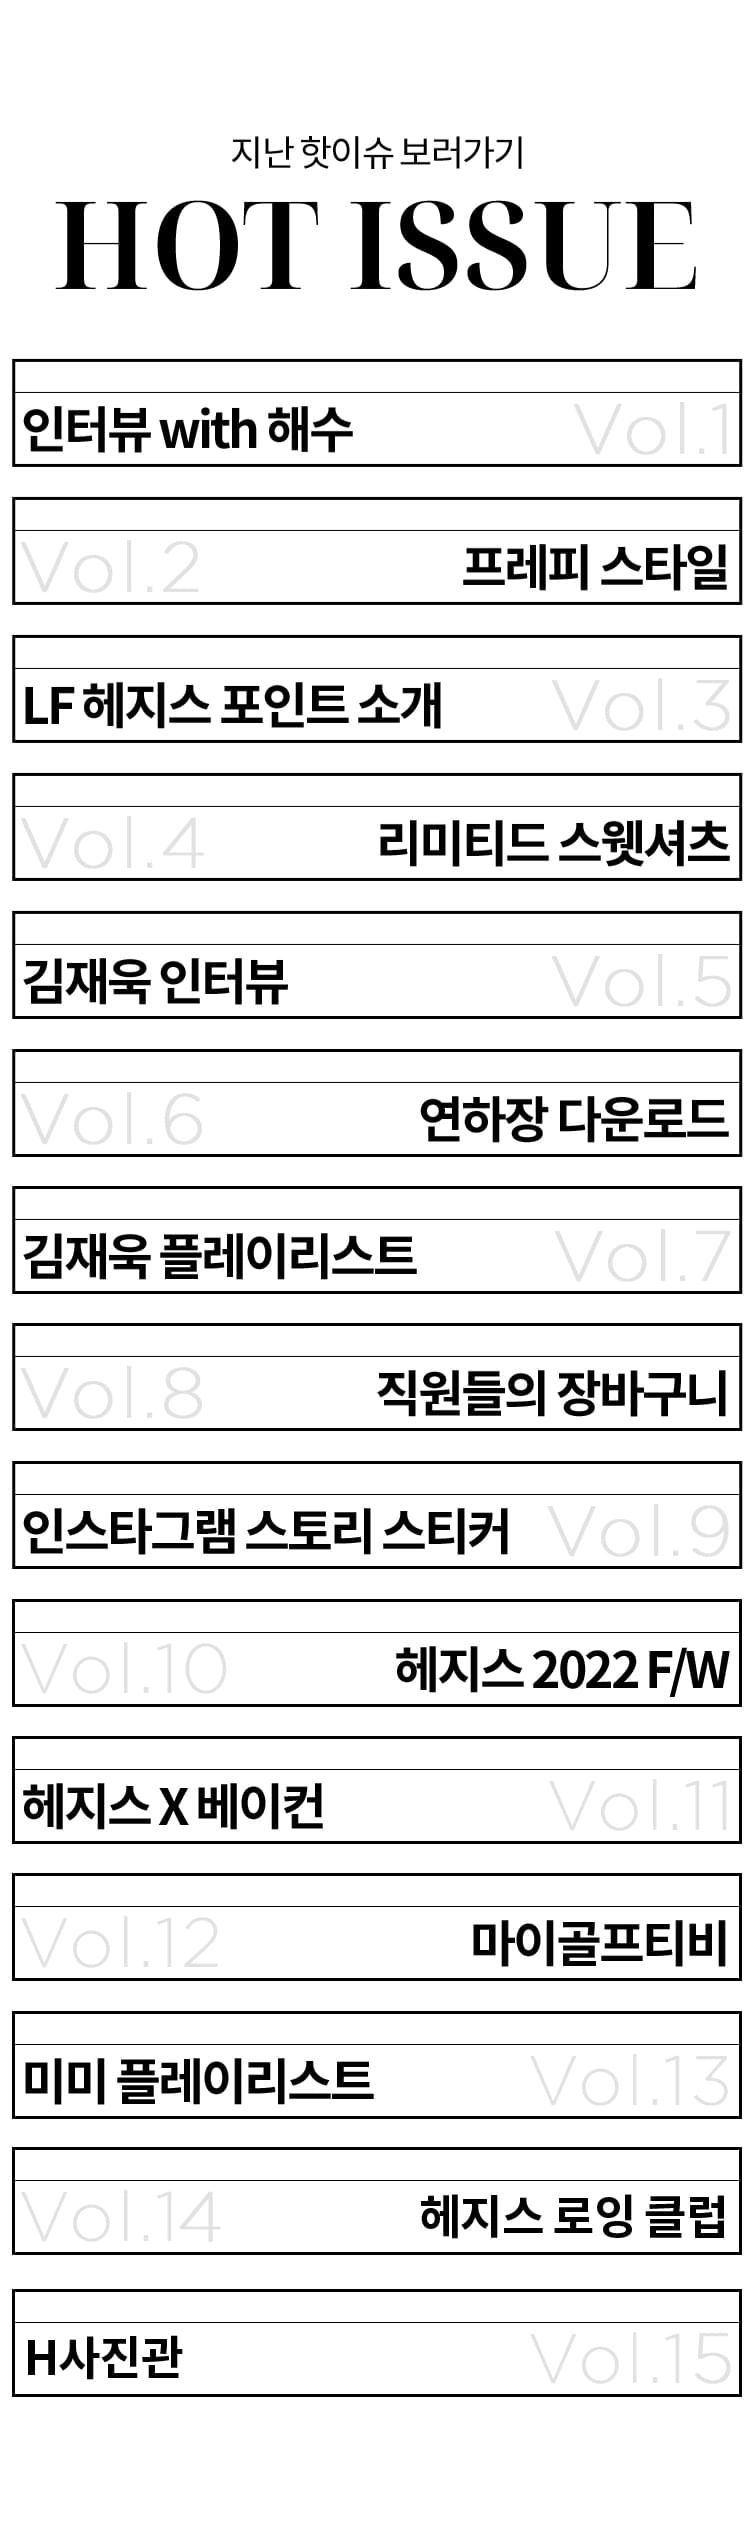 지난 핫이슈 보러가기
HOT ISSUE
인터뷰 with 해수 Vol.1
Vol.2 프레피 스타일
LF 헤지스 포인트 소개 Vol.3
Vol.4 리미티드 스웻셔츠
김재욱 인터뷰 Vol.5
Vol.6 연하장 다운로드
김재욱 플레이리스트 Vol.7
Vol.8 직원들의 장바구니
인스타그램 스토리 스티커 Vol.9
Vol.10 헤지스 2022 F/W
헤지스 X 베이컨 Vol.11
Vol.12 마이골프티비
미미 플레이리스트 Vol.13
Vol.14 헤지스 로잉 클럽
H사진관 Vol.15